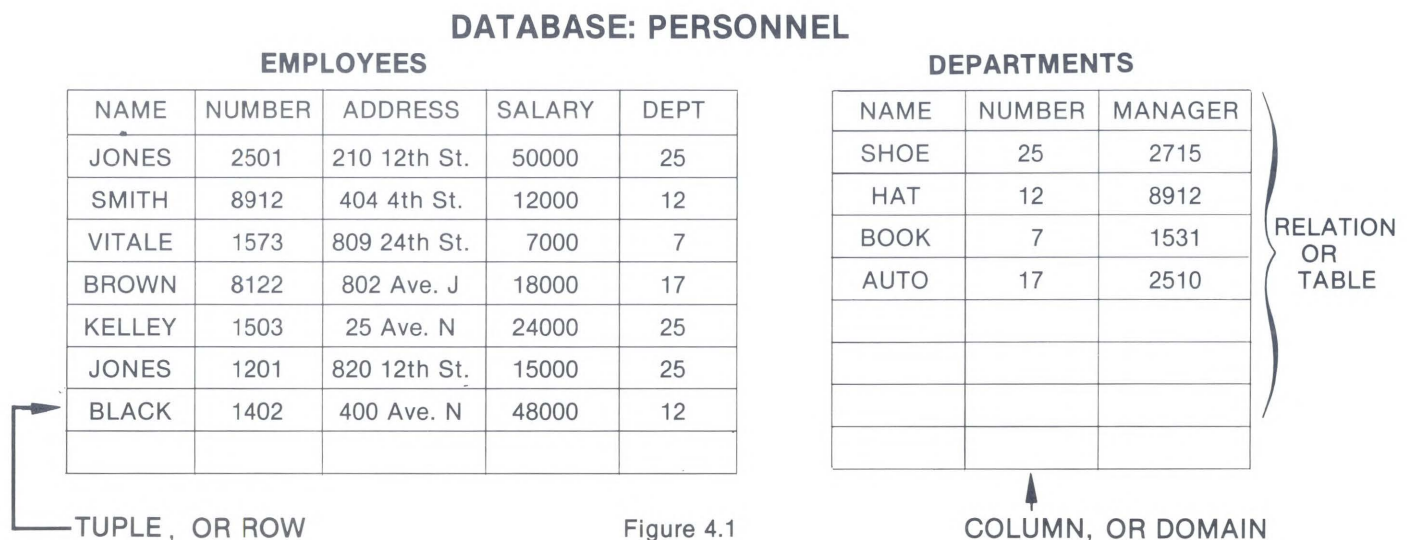 DATABASE: PERSONNEL
EMPLOYEES
NAME NUMBER ADDRESS SALARY DEPT
JONES 2501 210 12th St. 50000 25
SMITH 8912 404 4th St. 12000 12
VITALE 1573 809 24th St. 7000 7
BROWN 8122 802 Ave. J 18000 17
KELLEY 1503 25 Ave. N 24000 25
JONES 1201 820 12th St. 15000 25
BLACK 1402 400 Ave. N 48000 12
TUPLE, OR ROW
DEPARTMENTS
NAME NUMBER MANAGER
SHOE 25 2715
HAT 12 8912
BOOK 7 1531
AUTO 17 2510
RELATION
OR
TABLE
COLUMN, OR DOMAIN
Figure 4.1